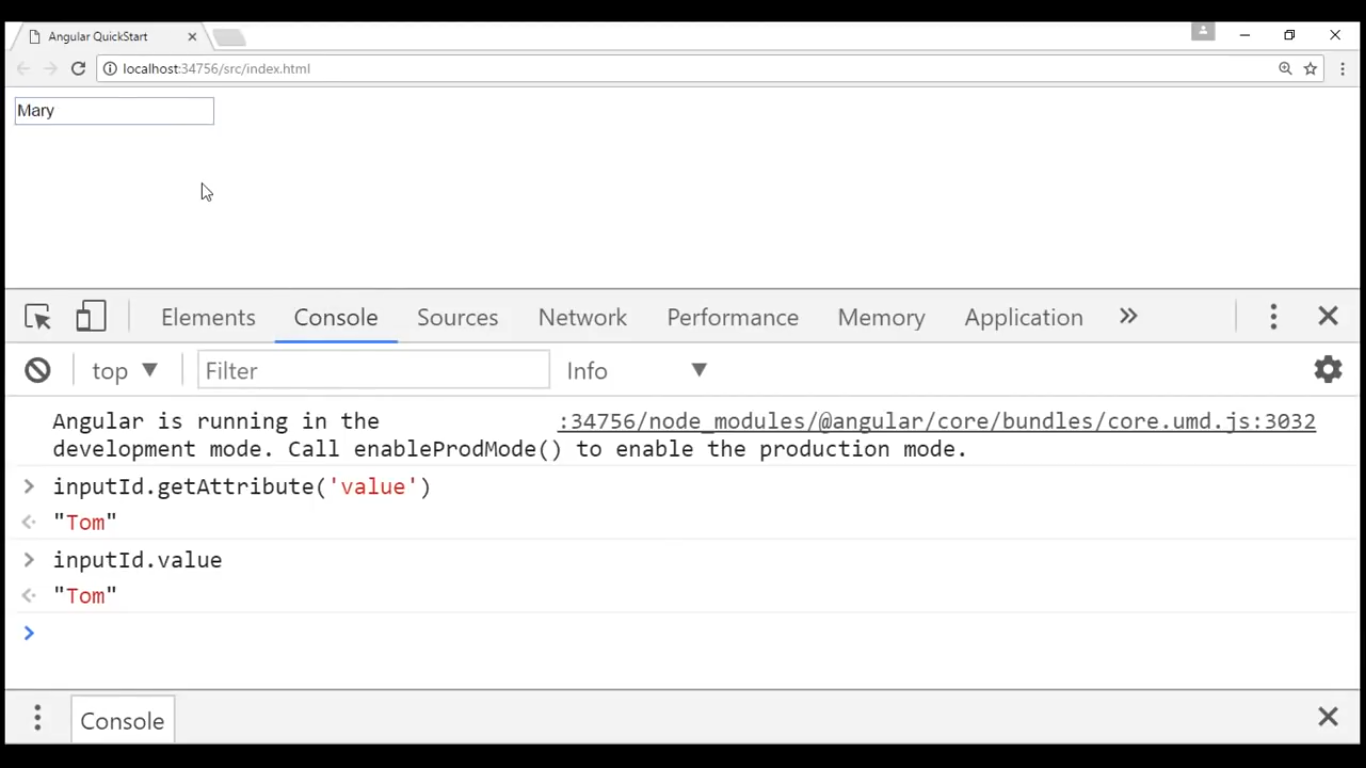 Angular QuickStart
localhost:34756/src/index.html
Mary
Elements Console Sources Network Performance Memory Application »
top Filter Info
Angular is running in the :34756/node_modules/@angular/core/bundles/core.umd.js:3032
development mode. Call enableProdMode() to enable the production mode.
> inputId.getAttribute('value')
"Tom"
> inputId.value
"Tom"
>
Console